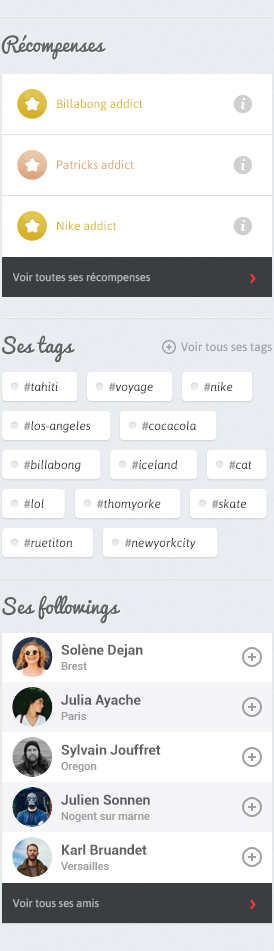 Récompenses
Billabong addict
Patricks addict
Nike addict
Voir toutes ses récompenses
Ses tags
Voir tous ses tags
#tahiti #voyage #nike
#los-angeles #cocacola
#billabong #iceland #cat
#lol #thomyorke #skate
#ruetiton #newyorkcity
Ses followings
Solène Dejan
Brest
Julia Ayache
Paris
Sylvain Jouffret
Oregon
Julien Sonnen
Nogent sur marne
Karl Bruandet
Versailles
Voir tous ses amis